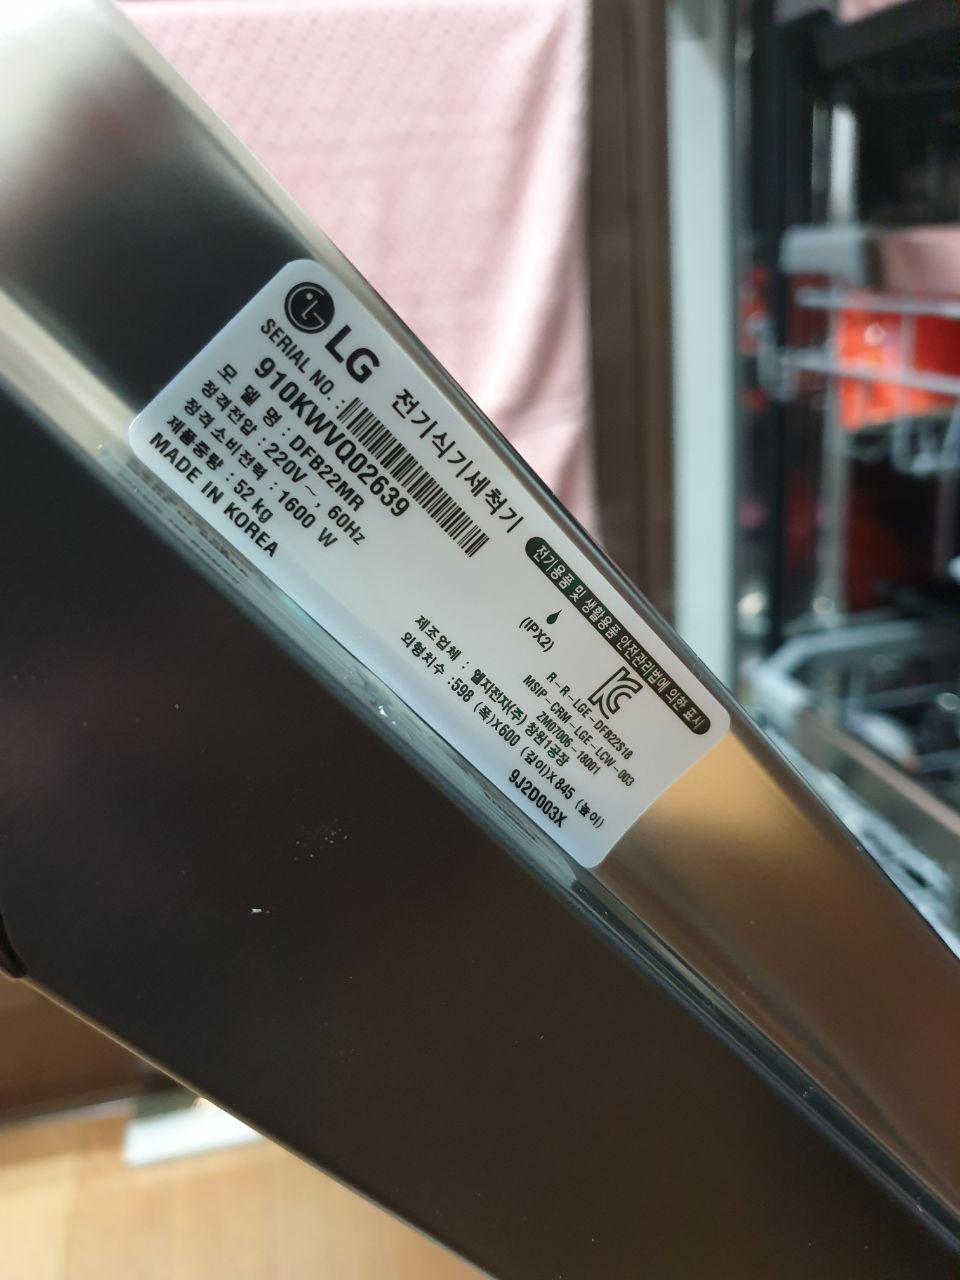 LG 전기식기세척기
SERIAL NO. :
910KWVQ02639
모 델 명 : DFB22MR
정격전압 : 220V~, 60Hz
정격소비전력 : 1600 W
제품중량 : 52 kg
MADE IN KOREA
전기용품 및 생활용품 안전관리법에 의한 표시
(IPX2)
R-R-LGE-DFB22S18
MSIP-CRM-LGE-LCW-003
ZM07006-18001
제조업체 : 엘지전자(주) 창원1공장
외형치수 :598 (폭)X600 (깊이)X 845 (높이)
9J2D003X